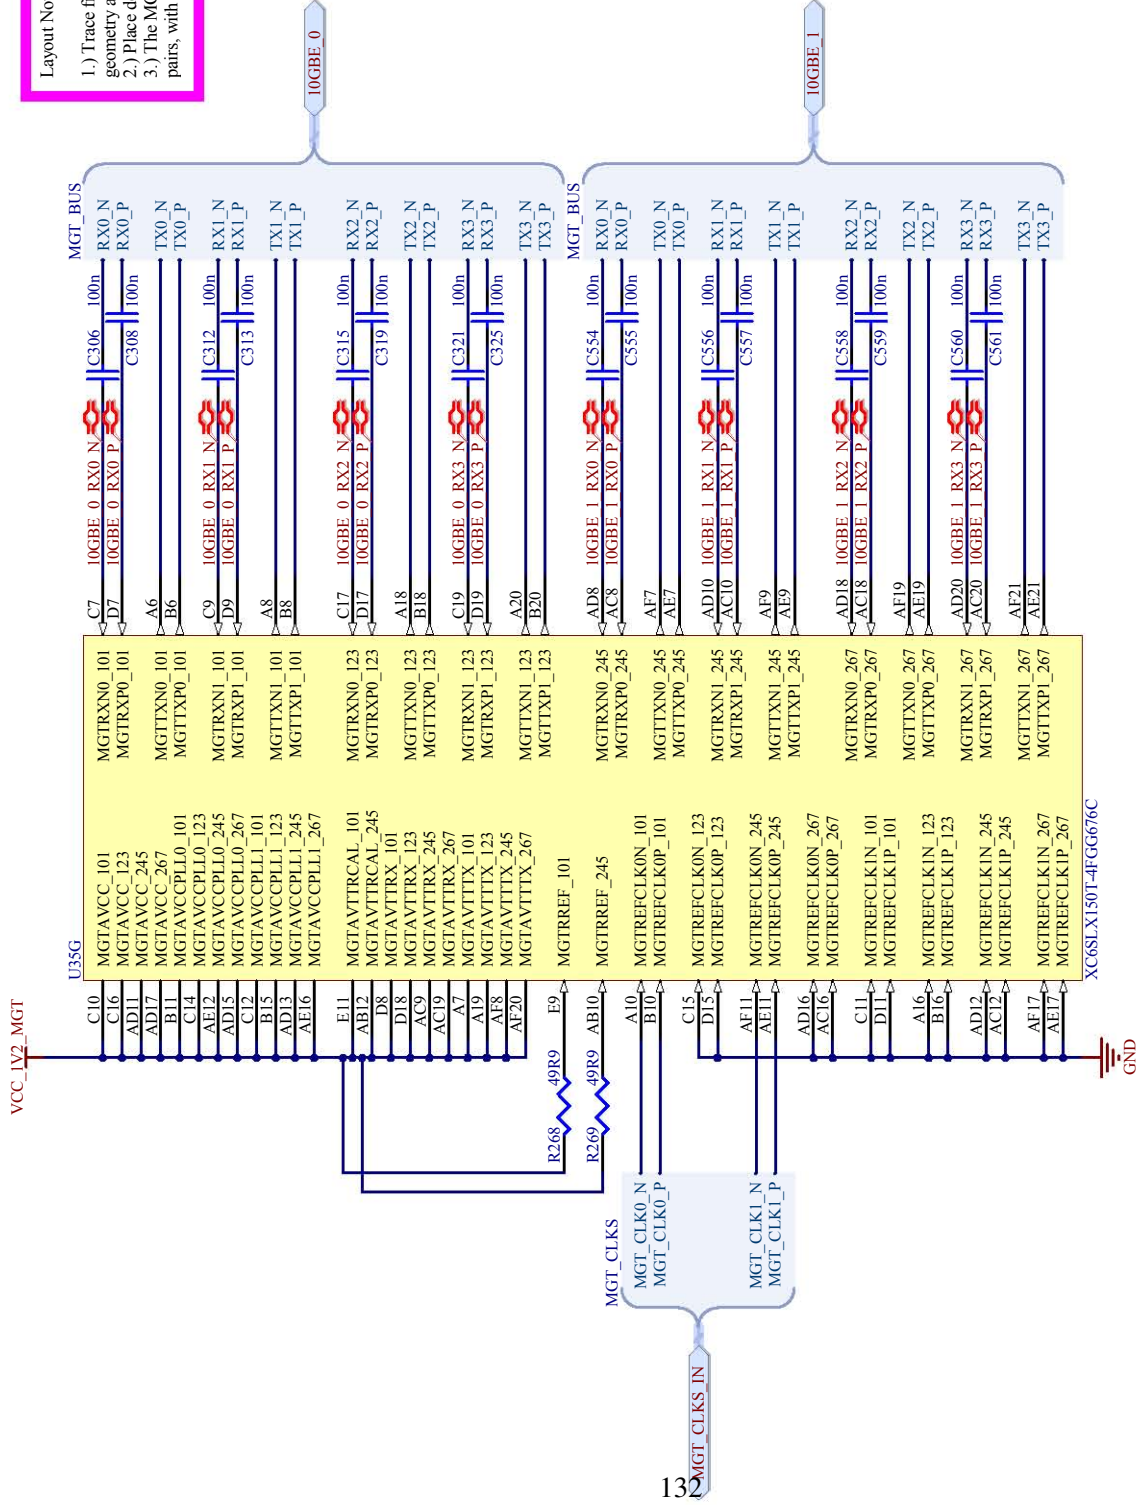 Layout No
1.) Trace fi
geometry a
2.) Place d
3.) The MG
pairs, with
10GBE_0
10GBE_1
MGT_BUS
RX0_N
RX0_P
TX0_N
TX0_P
RX1_N
RX1_P
TX1_N
TX1_P
RX2_N
RX2_P
TX2_N
TX2_P
RX3_N
RX3_P
TX3_N
TX3_P
MGT_BUS
RX0_N
RX0_P
TX0_N
TX0_P
RX1_N
RX1_P
TX1_N
TX1_P
RX2_N
RX2_P
TX2_N
TX2_P
RX3_N
RX3_P
TX3_N
TX3_P
C306 100n
C308 100n
C312 100n
C313 100n
C315 100n
C319 100n
C321 100n
C325 100n
C554 100n
C555 100n
C556 100n
C557 100n
C558 100n
C559 100n
C560 100n
C561 100n
C7 10GBE_0_RX0_N
D7 10GBE_0_RX0_P
A6
B6
C9 10GBE_0_RX1_N
D9 10GBE_0_RX1_P
A8
B8
C17 10GBE_0_RX2_N
D17 10GBE_0_RX2_P
A18
B18
C19 10GBE_0_RX3_N
D19 10GBE_0_RX3_P
A20
B20
AD8 10GBE_1_RX0_N
AC8 10GBE_1_RX0_P
AF7
AE7
AD10 10GBE_1_RX1_N
AC10 10GBE_1_RX1_P
AF9
AE9
AD18 10GBE_1_RX2_N
AC18 10GBE_1_RX2_P
AF19
AE19
AD20 10GBE_1_RX3_N
AC20 10GBE_1_RX3_P
AF21
AE21
MGTRXN0_101
MGTRXP0_101
MGTTXN0_101
MGTTXP0_101
MGTRXN1_101
MGTRXP1_101
MGTTXN1_101
MGTTXP1_101
MGTRXN0_123
MGTRXP0_123
MGTTXN0_123
MGTTXP0_123
MGTRXN1_123
MGTRXP1_123
MGTTXN1_123
MGTTXP1_123
MGTRXN0_245
MGTRXP0_245
MGTTXN0_245
MGTTXP0_245
MGTRXN1_245
MGTRXP1_245
MGTTXN1_245
MGTTXP1_245
MGTRXN0_267
MGTRXP0_267
MGTTXN0_267
MGTTXP0_267
MGTRXN1_267
MGTRXP1_267
MGTTXN1_267
MGTTXP1_267
U35G
C10 MGTAVCC_101
C16 MGTAVCC_123
AD11 MGTAVCC_245
AD17 MGTAVCC_267
B11 MGTAVCCPLL0_101
C14 MGTAVCCPLL0_123
AE12 MGTAVCCPLL0_245
AD15 MGTAVCCPLL0_267
C12 MGTAVCCPLL1_101
B15 MGTAVCCPLL1_123
AD13 MGTAVCCPLL1_245
AE16 MGTAVCCPLL1_267
E11 MGTAVTTRCAL_101
AB12 MGTAVTTRCAL_245
D8 MGTAVTTRX_101
D18 MGTAVTTRX_123
AC9 MGTAVTTRX_245
AC19 MGTAVTTRX_267
A7 MGTAVTTTX_101
A19 MGTAVTTTX_123
AF8 MGTAVTTTX_245
AF20 MGTAVTTTX_267
E9 MGTRREF_101
AB10 MGTRREF_245
A10 MGTREFCLK0N_101
B10 MGTREFCLK0P_101
C15 MGTREFCLK0N_123
D15 MGTREFCLK0P_123
AF11 MGTREFCLK0N_245
AE11 MGTREFCLK0P_245
AD16 MGTREFCLK0N_267
AC16 MGTREFCLK0P_267
C11 MGTREFCLK1N_101
D11 MGTREFCLK1P_101
A16 MGTREFCLK1N_123
B16 MGTREFCLK1P_123
AD12 MGTREFCLK1N_245
AC12 MGTREFCLK1P_245
AF17 MGTREFCLK1N_267
AE17 MGTREFCLK1P_267
XC6SLX150T-4FGG676C
VCC_1V2_MGT
R268 49R9
R269 49R9
GND
MGT_CLKS
MGT_CLK0_N
MGT_CLK0_P
MGT_CLK1_N
MGT_CLK1_P
MGT_CLKS_IN
132